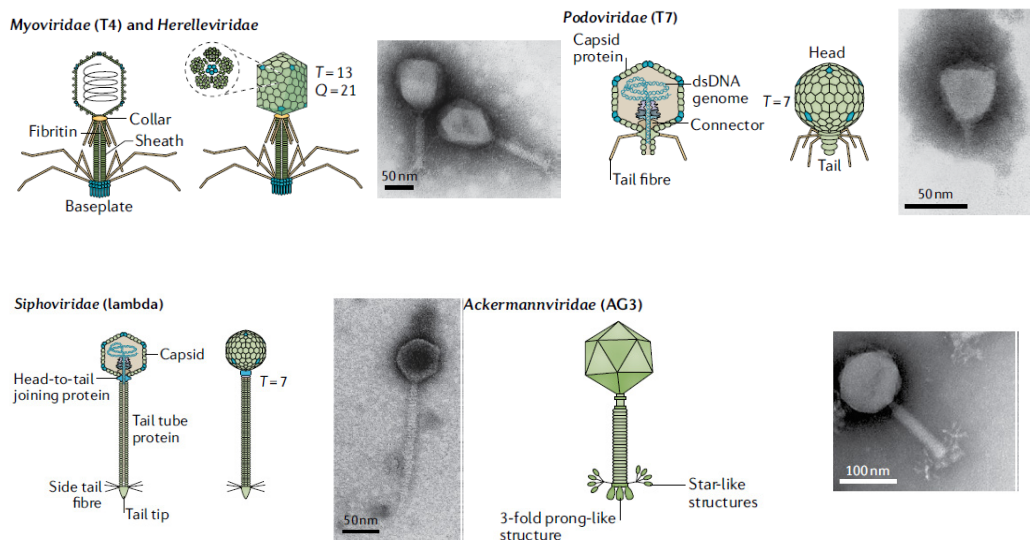 Myoviridae (T4) and Herelleviridae
T = 13
Q = 21
Collar
Fibritin
Sheath
Baseplate
50 nm
Podoviridae (T7)
Capsid
protein
Head
dsDNA
genome
T = 7
Connector
Tail fibre
Tail
50 nm
Siphoviridae (lambda)
Capsid
Head-to-tail
joining protein
T = 7
Tail tube
protein
Side tail
fibre
Tail tip
50 nm
Ackermannviridae (AG3)
Star-like
structures
3-fold prong-like
structure
100 nm